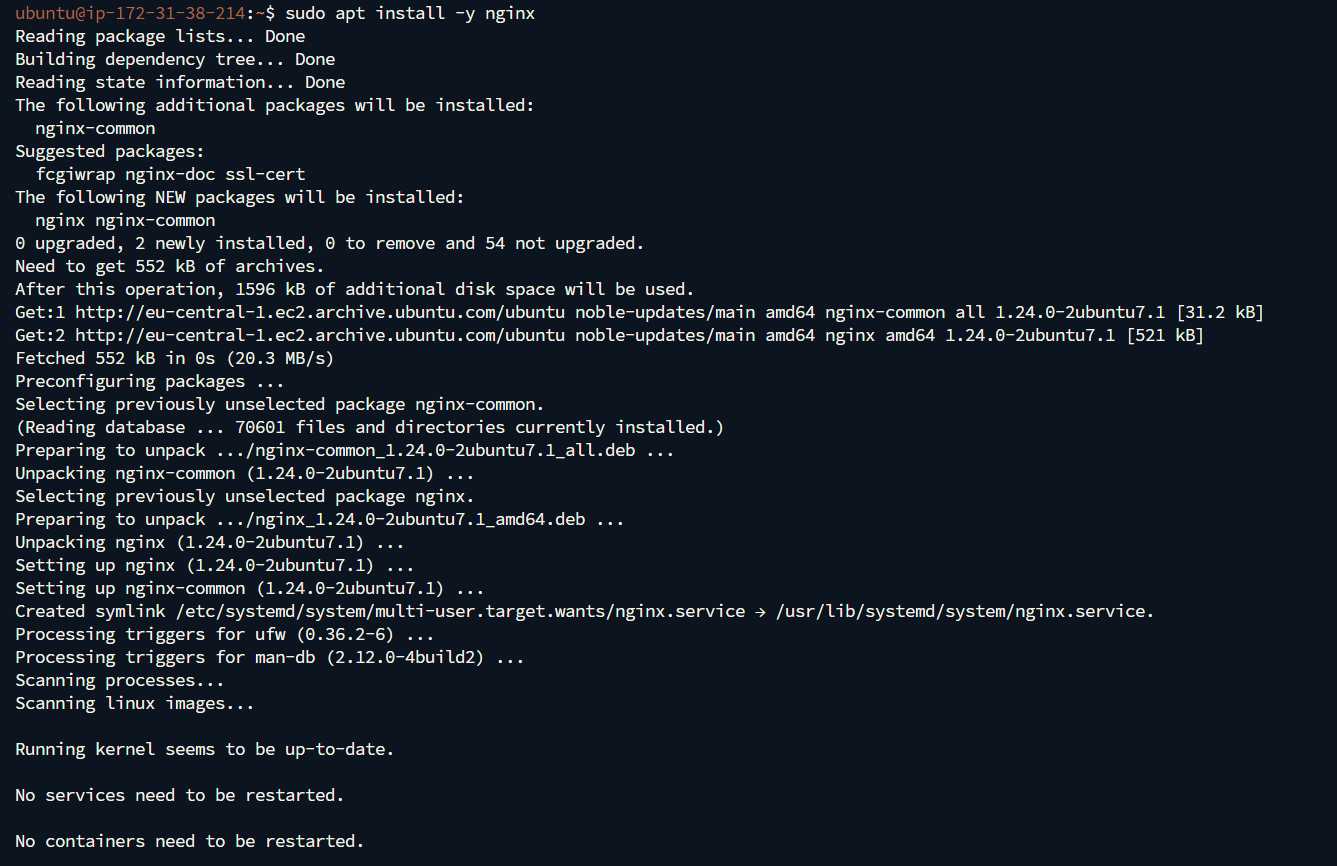 ubuntu@ip-172-31-38-214:~$ sudo apt install -y nginx
Reading package lists... Done
Building dependency tree... Done
Reading state information... Done
The following additional packages will be installed:
  nginx-common
Suggested packages:
  fcgiwrap nginx-doc ssl-cert
The following NEW packages will be installed:
  nginx nginx-common
0 upgraded, 2 newly installed, 0 to remove and 54 not upgraded.
Need to get 552 kB of archives.
After this operation, 1596 kB of additional disk space will be used.
Get:1 http://eu-central-1.ec2.archive.ubuntu.com/ubuntu noble-updates/main amd64 nginx-common all 1.24.0-2ubuntu7.1 [31.2 kB]
Get:2 http://eu-central-1.ec2.archive.ubuntu.com/ubuntu noble-updates/main amd64 nginx amd64 1.24.0-2ubuntu7.1 [521 kB]
Fetched 552 kB in 0s (20.3 MB/s)
Preconfiguring packages ...
Selecting previously unselected package nginx-common.
(Reading database ... 70601 files and directories currently installed.)
Preparing to unpack .../nginx-common_1.24.0-2ubuntu7.1_all.deb ...
Unpacking nginx-common (1.24.0-2ubuntu7.1) ...
Selecting previously unselected package nginx.
Preparing to unpack .../nginx_1.24.0-2ubuntu7.1_amd64.deb ...
Unpacking nginx (1.24.0-2ubuntu7.1) ...
Setting up nginx (1.24.0-2ubuntu7.1) ...
Setting up nginx-common (1.24.0-2ubuntu7.1) ...
Created symlink /etc/systemd/system/multi-user.target.wants/nginx.service → /usr/lib/systemd/system/nginx.service.
Processing triggers for ufw (0.36.2-6) ...
Processing triggers for man-db (2.12.0-4build2) ...
Scanning processes...
Scanning linux images...

Running kernel seems to be up-to-date.

No services need to be restarted.

No containers need to be restarted.